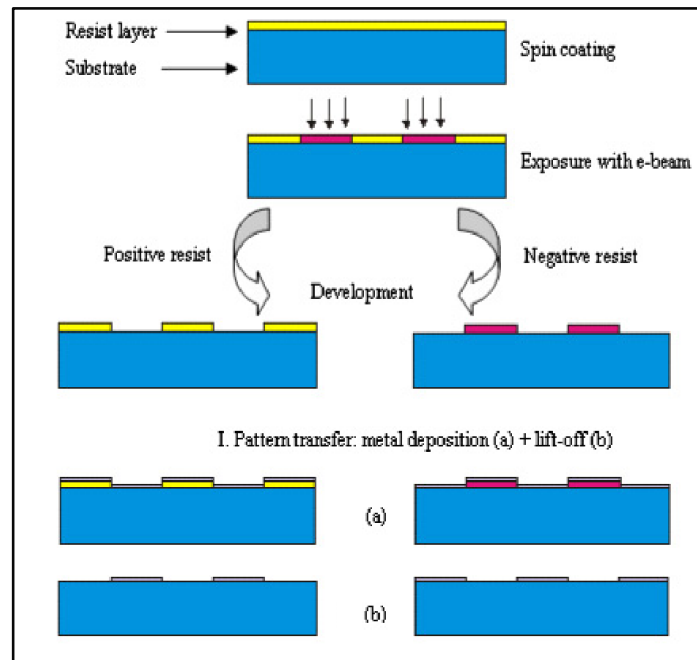 Resist layer
Substrate
Spin coating
Exposure with e-beam
Positive resist
Negative resist
Development
I. Pattern transfer: metal deposition (a) + lift-off (b)
(a)
(b)